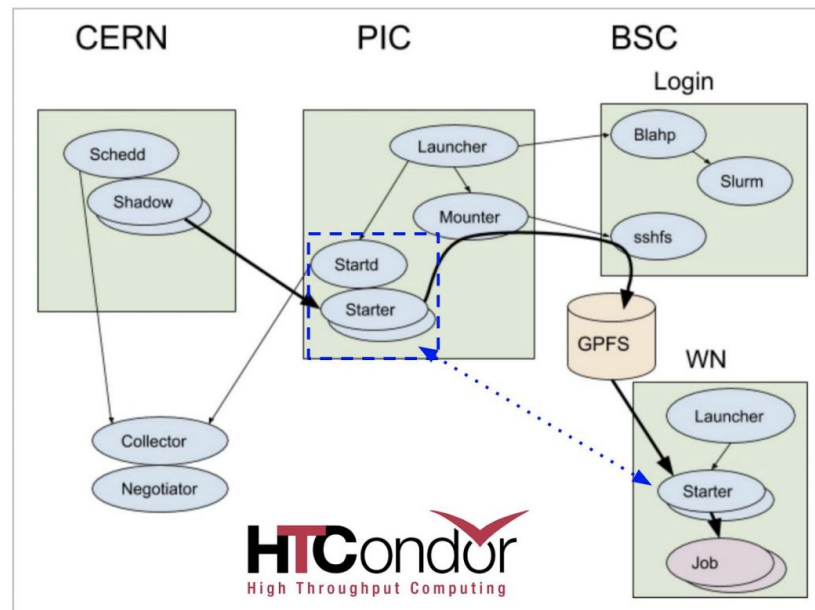 CERN
PIC
BSC
Login
Schedd
Shadow
Launcher
Mounter
Startd
Starter
Blahp
Slurm
sshfs
GPFS
WN
Launcher
Starter
Job
Collector
Negotiator
HTCondor
High Throughput Computing